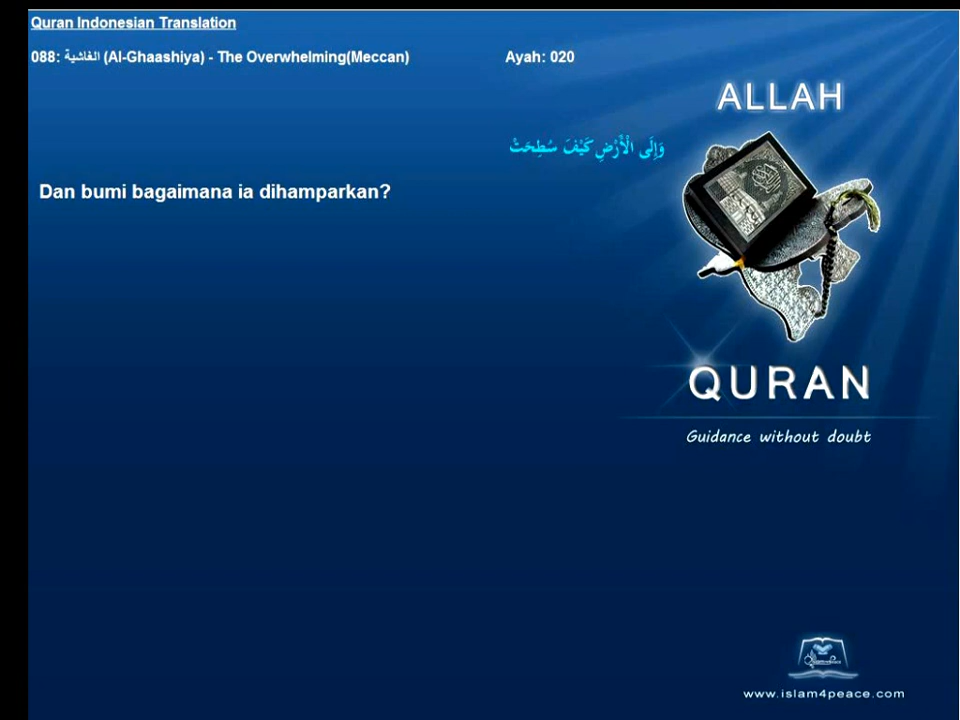 Quran Indonesian Translation
088: الغاشية (Al-Ghaashiya) - The Overwhelming(Meccan) Ayah: 020
ALLAH
وَإِلَى الْأَرْضِ كَيْفَ سُطِحَتْ
Dan bumi bagaimana ia dihamparkan?
QURAN
Guidance without doubt
www.islam4peace.com